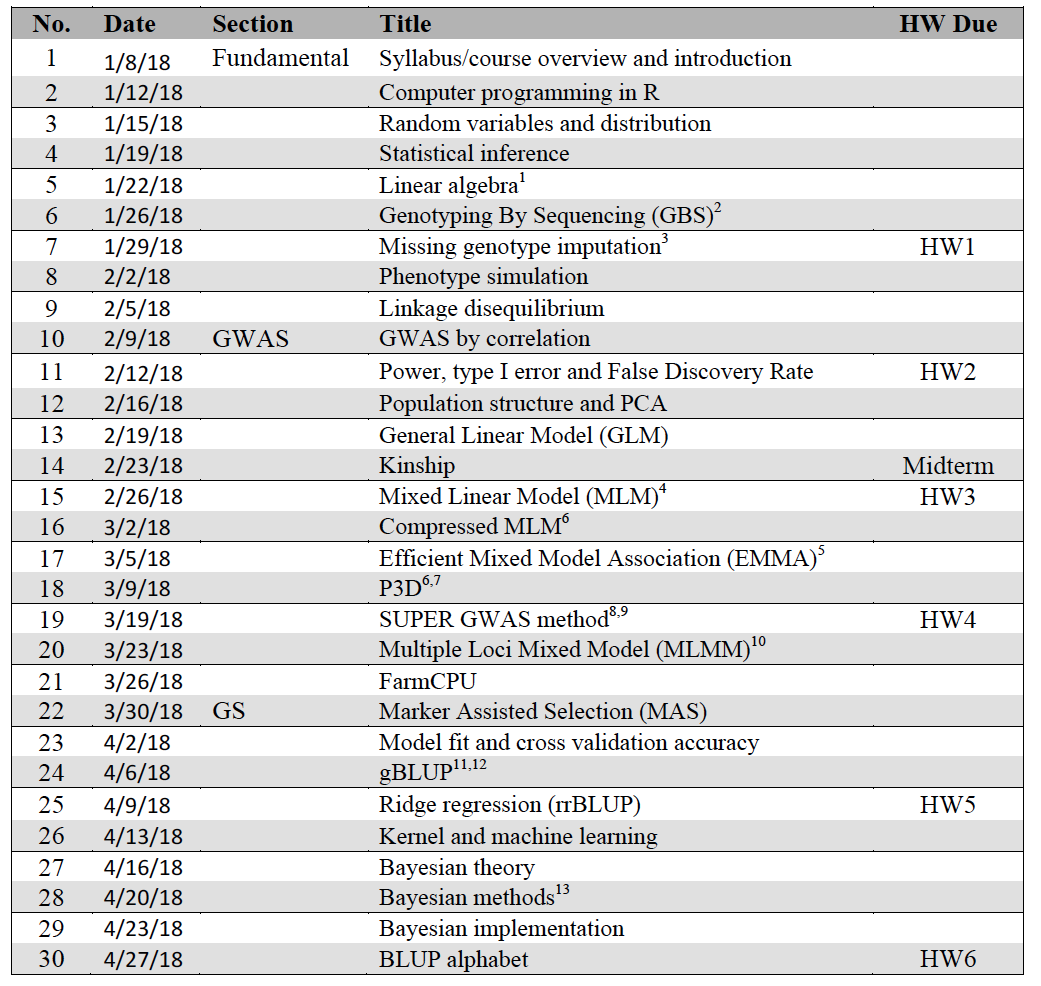 No. Date Section Title HW Due
1 1/8/18 Fundamental Syllabus/course overview and introduction
2 1/12/18 Computer programming in R
3 1/15/18 Random variables and distribution
4 1/19/18 Statistical inference
5 1/22/18 Linear algebra1
6 1/26/18 Genotyping By Sequencing (GBS)2
7 1/29/18 Missing genotype imputation3 HW1
8 2/2/18 Phenotype simulation
9 2/5/18 Linkage disequilibrium
10 2/9/18 GWAS GWAS by correlation
11 2/12/18 Power, type I error and False Discovery Rate HW2
12 2/16/18 Population structure and PCA
13 2/19/18 General Linear Model (GLM)
14 2/23/18 Kinship Midterm
15 2/26/18 Mixed Linear Model (MLM)4 HW3
16 3/2/18 Compressed MLM6
17 3/5/18 Efficient Mixed Model Association (EMMA)5
18 3/9/18 P3D6,7
19 3/19/18 SUPER GWAS method8,9 HW4
20 3/23/18 Multiple Loci Mixed Model (MLMM)10
21 3/26/18 FarmCPU
22 3/30/18 GS Marker Assisted Selection (MAS)
23 4/2/18 Model fit and cross validation accuracy
24 4/6/18 gBLUP11,12
25 4/9/18 Ridge regression (rrBLUP) HW5
26 4/13/18 Kernel and machine learning
27 4/16/18 Bayesian theory
28 4/20/18 Bayesian methods13
29 4/23/18 Bayesian implementation
30 4/27/18 BLUP alphabet HW6